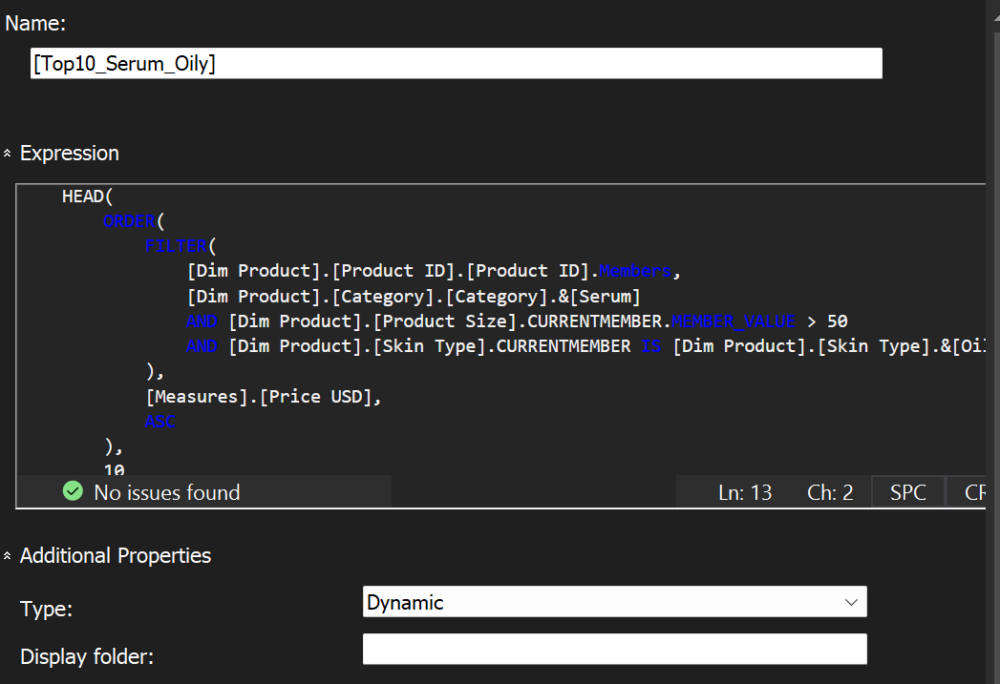 Name:
[Top10_Serum_Oily]
Expression
HEAD(
ORDER(
FILTER(
[Dim Product].[Product ID].[Product ID].Members,
[Dim Product].[Category].[Category].&[Serum]
AND [Dim Product].[Product Size].CURRENTMEMBER.MEMBER_VALUE > 50
AND [Dim Product].[Skin Type].CURRENTMEMBER IS [Dim Product].[Skin Type].&[Oil
),
[Measures].[Price USD],
ASC
),
10
No issues found Ln: 13 Ch: 2 SPC CR
Additional Properties
Type: Dynamic
Display folder: